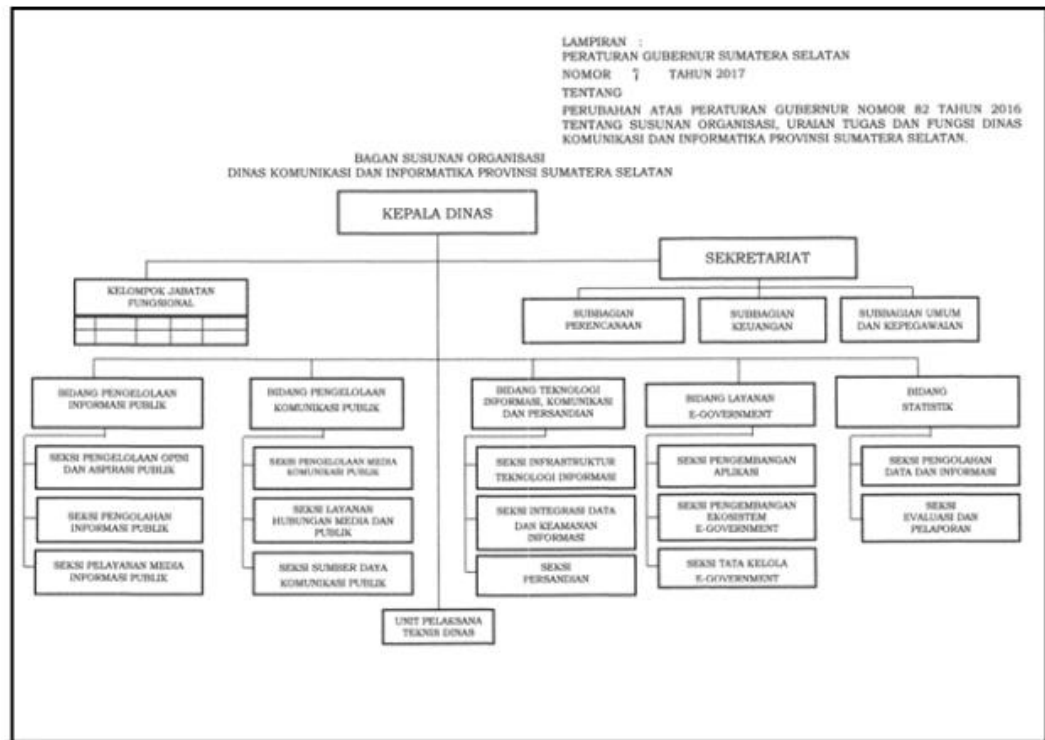 LAMPIRAN :
PERATURAN GUBERNUR SUMATERA SELATAN
NOMOR 7 TAHUN 2017
TENTANG
PERUBAHAN ATAS PERATURAN GUBERNUR NOMOR 82 TAHUN 2016
TENTANG SUSUNAN ORGANISASI, URAIAN TUGAS DAN FUNGSI DINAS
KOMUNIKASI DAN INFORMATIKA PROVINSI SUMATERA SELATAN.
BAGAN SUSUNAN ORGANISASI
DINAS KOMUNIKASI DAN INFORMATIKA PROVINSI SUMATERA SELATAN
KEPALA DINAS
SEKRETARIAT
KELOMPOK JABATAN
FUNGSIONAL
SUBBAGIAN
PERENCANAAN
SUBBAGIAN
KEUANGAN
SUBBAGIAN UMUM
DAN KEPEGAWAIAN
BIDANG PENGELOLAAN
INFORMASI PUBLIK
BIDANG PENGELOLAAN
KOMUNIKASI PUBLIK
BIDANG TEKNOLOGI
INFORMASI, KOMUNIKASI
DAN PERSANDIAN
BIDANG LAYANAN
E-GOVERNMENT
BIDANG
STATISTIK
SEKSI PENGELOLAAN OPINI
DAN ASPIRASI PUBLIK
SEKSI PENGELOLAAN MEDIA
KOMUNIKASI PUBLIK
SEKSI INFRASTRUKTUR
TEKNOLOGI INFORMASI
SEKSI PENGEMBANGAN
APLIKASI
SEKSI PENGOLAHAN
DATA DAN INFORMASI
SEKSI PENGOLAHAN
INFORMASI PUBLIK
SEKSI LAYANAN
HUBUNGAN MEDIA DAN
PUBLIK
SEKSI INTEGRASI DATA
DAN KEAMANAN
INFORMASI
SEKSI PENGEMBANGAN
EKOSISTEM
E-GOVERNMENT
SEKSI
EVALUASI DAN
PELAPORAN
SEKSI PELAYANAN MEDIA
INFORMASI PUBLIK
SEKSI SUMBER DAYA
KOMUNIKASI PUBLIK
SEKSI
PERSANDIAN
SEKSI TATA KELOLA
E-GOVERNMENT
UNIT PELAKSANA
TEKNIS DINAS